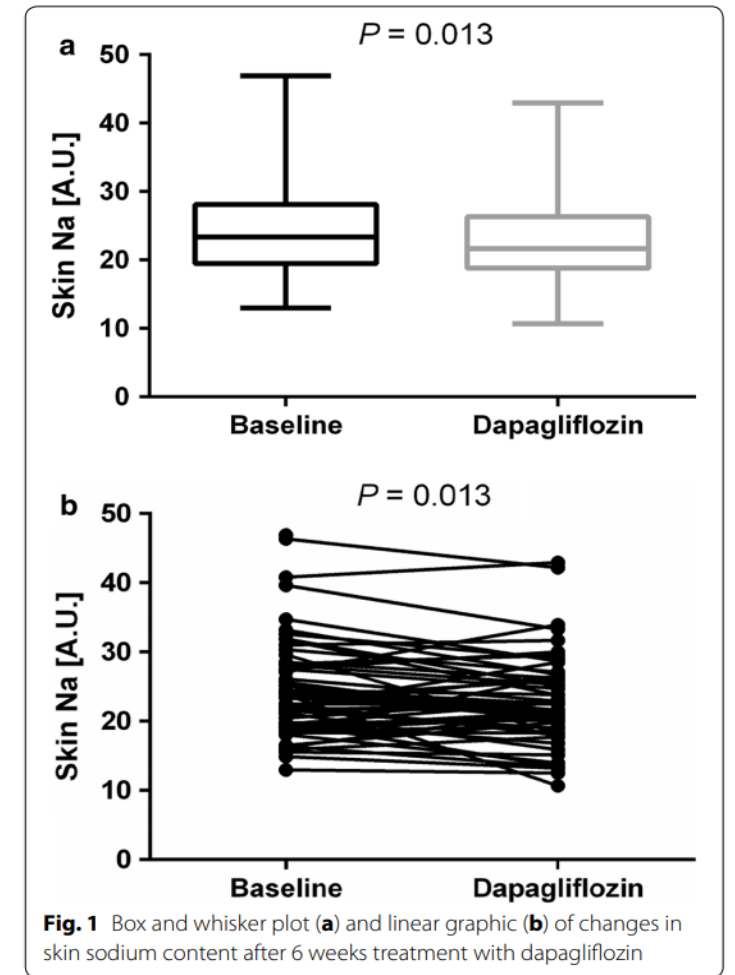 a
P = 0.013
50
40
30
20
10
0
Skin Na [A.U.]
Baseline Dapagliflozin
b
P = 0.013
50
40
30
20
10
0
Skin Na [A.U.]
Baseline Dapagliflozin
Fig. 1 Box and whisker plot (a) and linear graphic (b) of changes in
skin sodium content after 6 weeks treatment with dapagliflozin